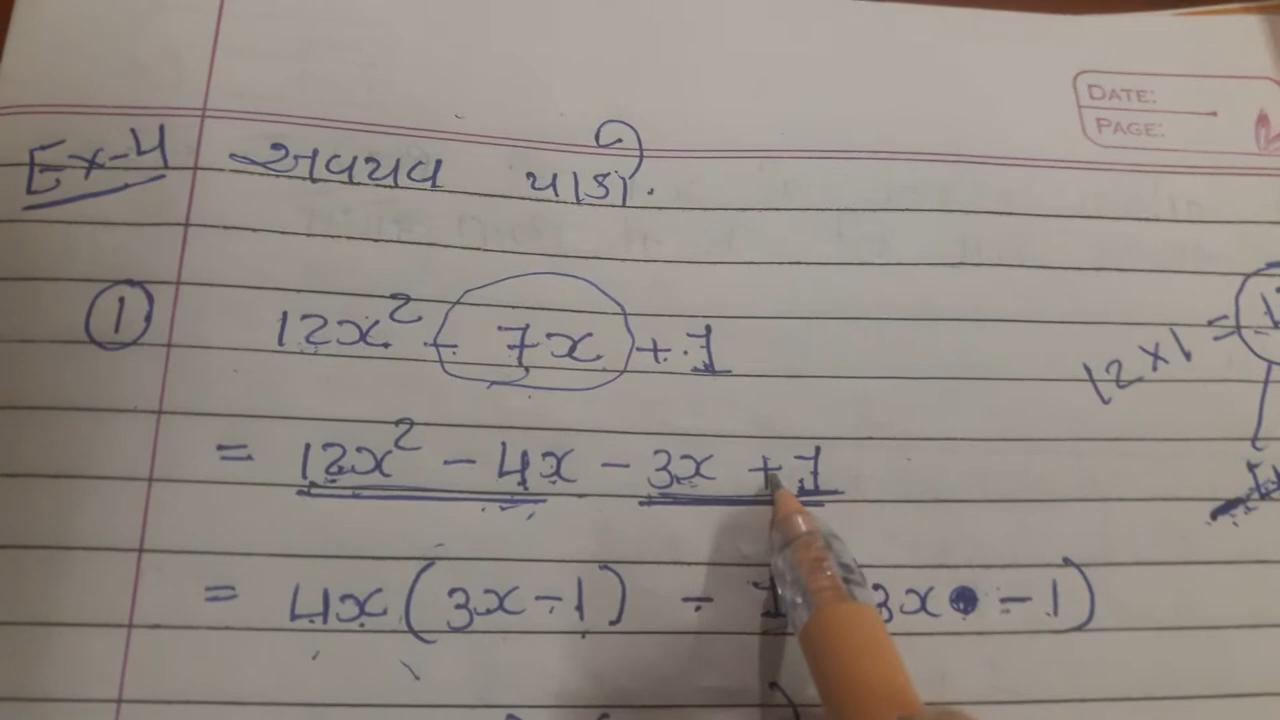 DATE:
PAGE:
Ex-4 અવયવ પાડો.
① 12x² - 7x + 1
12 x 1 =
= 12x² - 4x - 3x + 1
= 4x(3x-1) - 1 3x - 1)